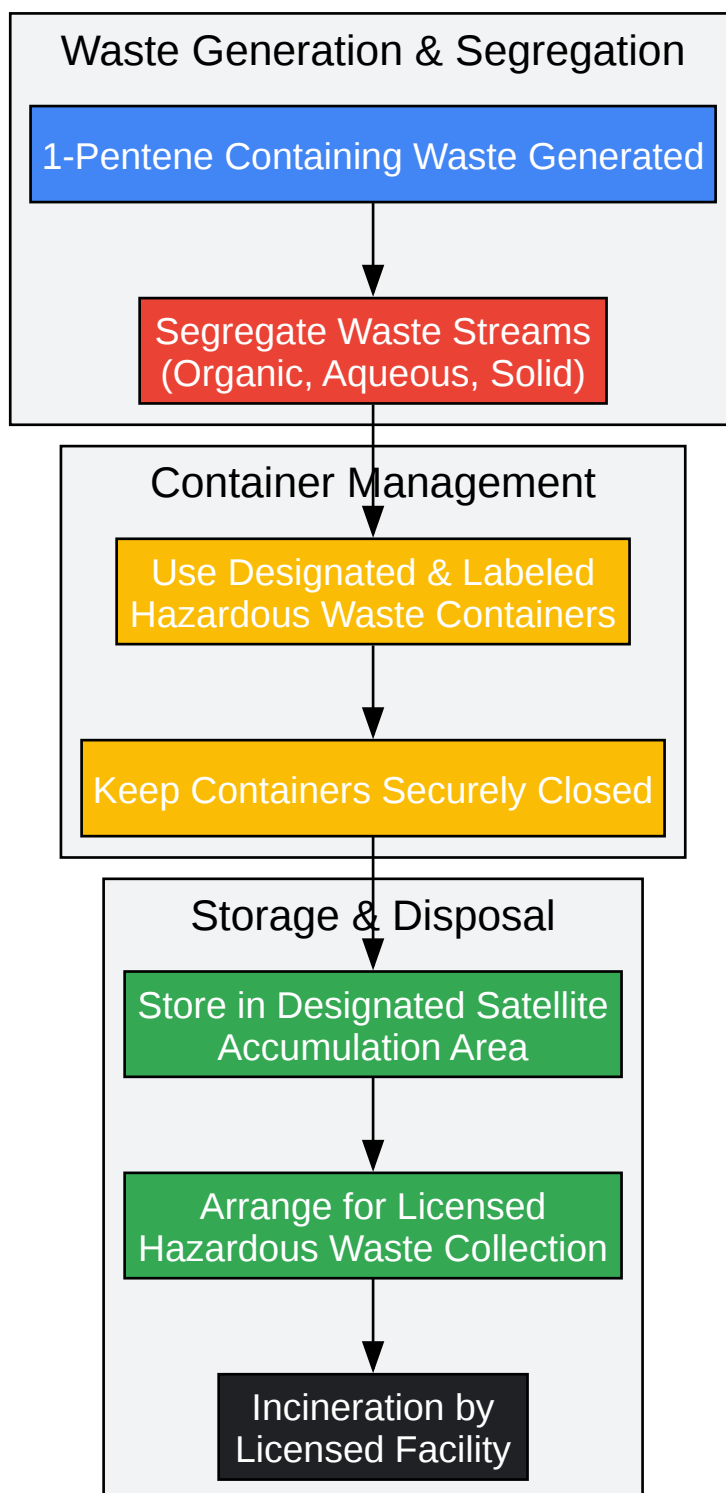 Waste Generation & Segregation
1-Pentene Containing Waste Generated
Segregate Waste Streams
(Organic, Aqueous, Solid)
Container Management
Use Designated & Labeled
Hazardous Waste Containers
Keep Containers Securely Closed
Storage & Disposal
Store in Designated Satellite
Accumulation Area
Arrange for Licensed
Hazardous Waste Collection
Incineration by
Licensed Facility